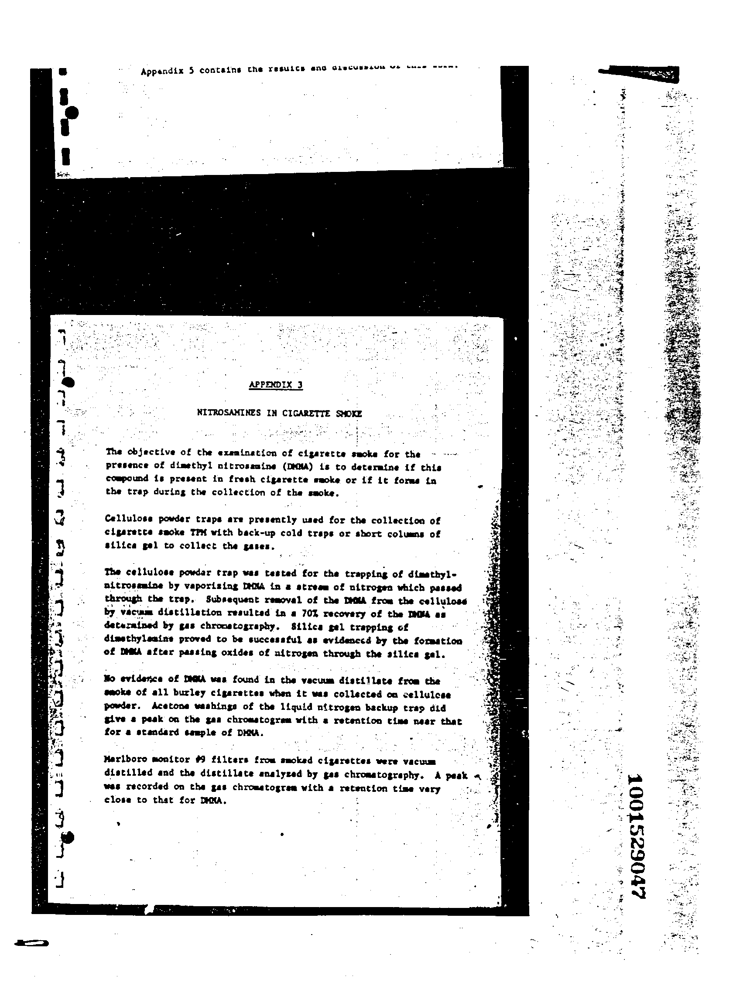 Appendix 5 contains the results and discussion of this
APPENDIX 3
NITROSAMINES IN CIGARETTE SMOKE
The objective of the examination of cigarette smoke for the
presence of dimethyl nitrosamine (DMNA) is to determine if this
compound is present in fresh cigarette smoke or if it forms in
the trap during the collection of the smoke.
Cellulose powder traps are presently used for the collection of
cigarette smoke TPM with back-up cold traps or short columns of
silica gel to collect the gases.
The cellulose powder trap was tested for the trapping of dimethyl-
nitrosamine by vaporizing DMNA in a stream of nitrogen which passed
through the trap. Subsequent removal of the DMNA from the cellulose
by vacuum distillation resulted in a 70% recovery of the DMNA as
determined by gas chromatography. Silica gel trapping of
dimethylamine proved to be successful as evidenced by the formation
of DMNA after passing oxides of nitrogen through the silica gel.
No evidence of DMNA was found in the vacuum distillate from the
smoke of all burley cigarettes when it was collected on cellulose
powder. Acetone washings of the liquid nitrogen backup trap did
give a peak on the gas chromatogram with a retention time near that
for a standard sample of DMNA.
Marlboro monitor #9 filters from smoked cigarettes were vacuum
distilled and the distillate analyzed by gas chromatography. A peak
was recorded on the gas chromatogram with a retention time very
close to that for DMNA.
1001529047